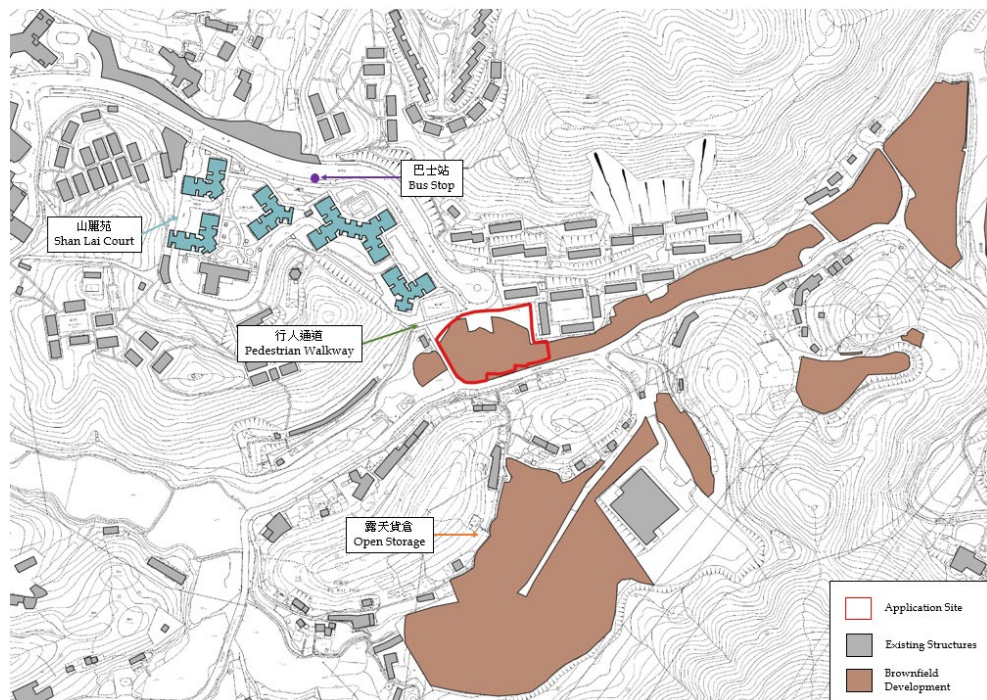 巴士站
Bus Stop
山麗苑
Shan Lai Court
行人通道
Pedestrian Walkway
露天貨倉
Open Storage
Application Site
Existing Structures
Brownfield
Development